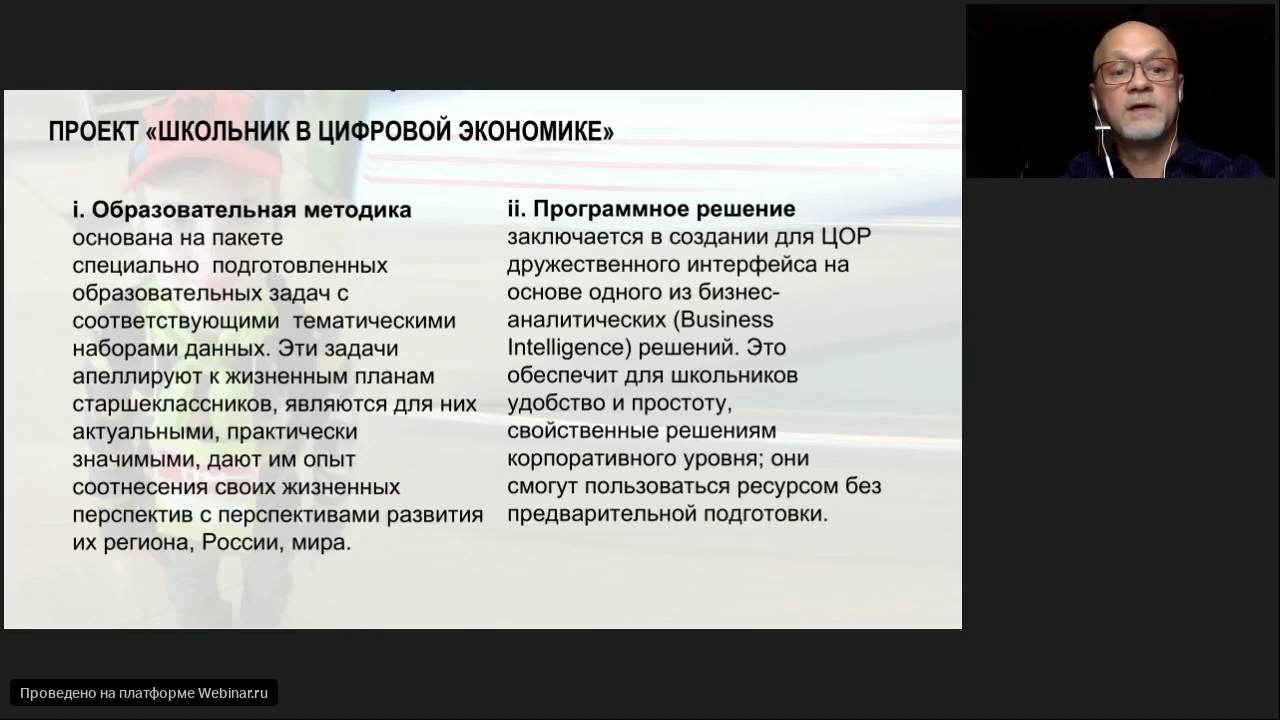 ПРОЕКТ «ШКОЛЬНИК В ЦИФРОВОЙ ЭКОНОМИКЕ»
i. Образовательная методика
основана на пакете
специально подготовленных
образовательных задач с
соответствующими тематическими
наборами данных. Эти задачи
апеллируют к жизненным планам
старшеклассников, являются для них
актуальными, практически
значимыми, дают им опыт
соотнесения своих жизненных
перспектив с перспективами развития
их региона, России, мира.
ii. Программное решение
заключается в создании для ЦОР
дружественного интерфейса на
основе одного из бизнес-
аналитических (Business
Intelligence) решений. Это
обеспечит для школьников
удобство и простоту,
свойственные решениям
корпоративного уровня; они
смогут пользоваться ресурсом без
предварительной подготовки.
Проведено на платформе Webinar.ru